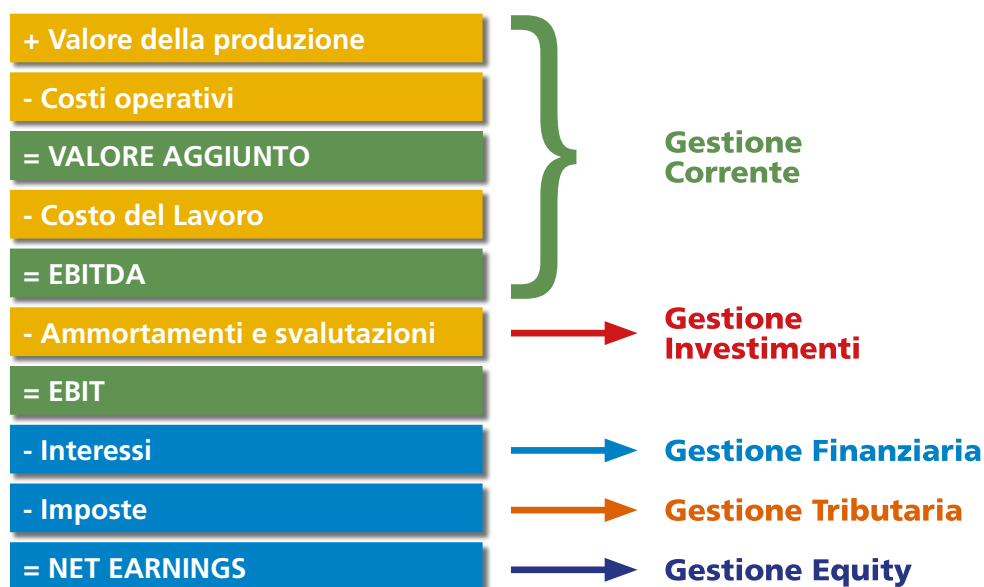 + Valore della produzione
- Costi operativi
= VALORE AGGIUNTO
- Costo del Lavoro
= EBITDA
- Ammortamenti e svalutazioni
= EBIT
- Interessi
- Imposte
= NET EARNINGS
Gestione
Corrente
Gestione
Investimenti
Gestione Finanziaria
Gestione Tributaria
Gestione Equity